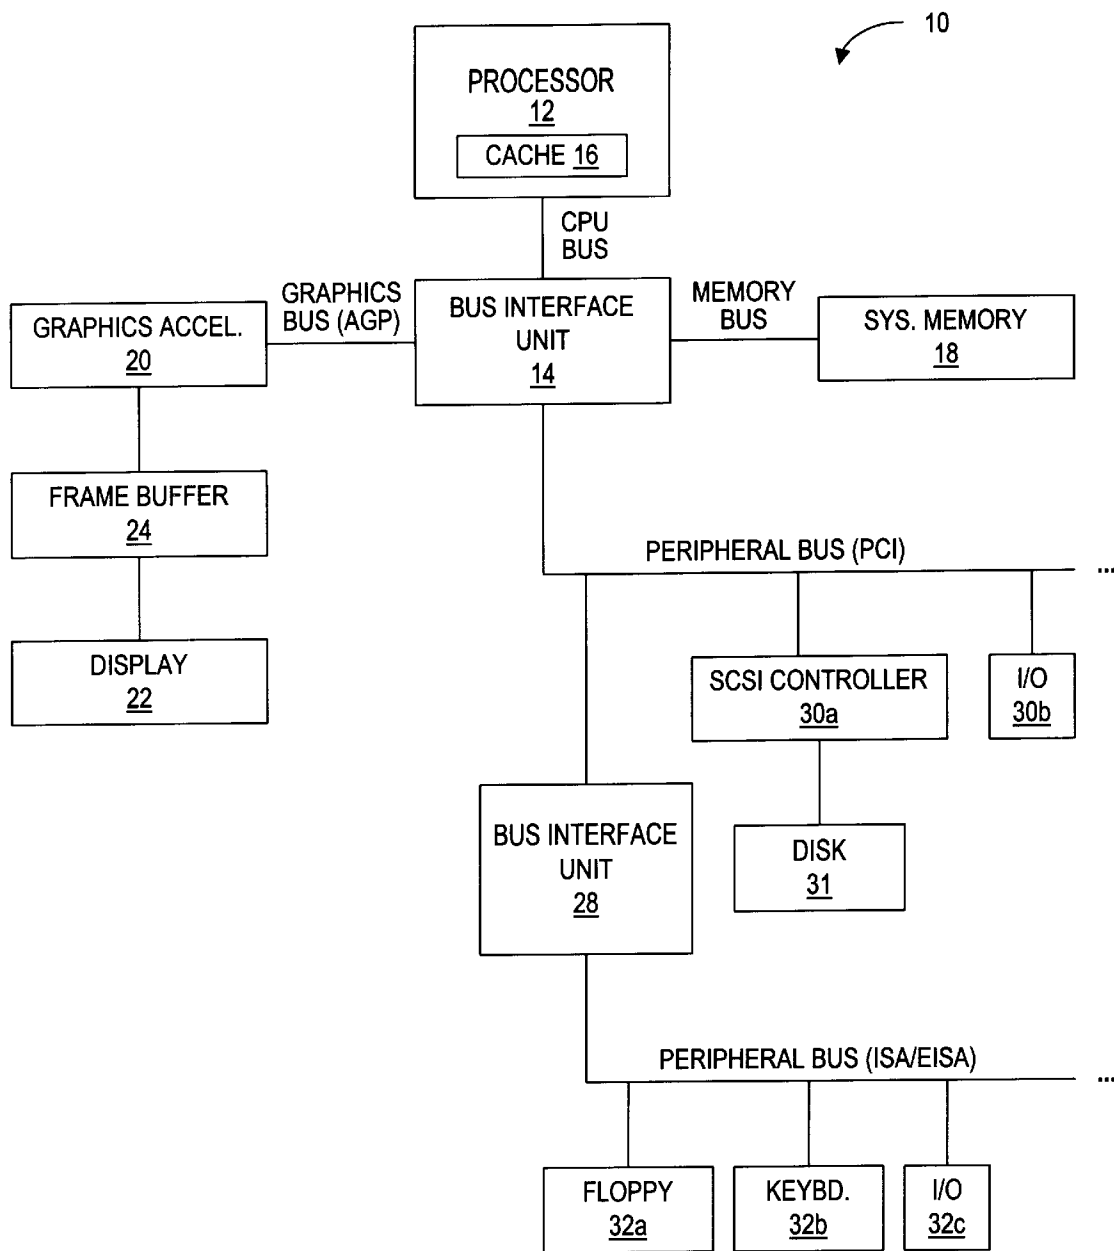 10
PROCESSOR
12
CACHE 16
CPU
BUS
GRAPHICS
BUS (AGP)
BUS INTERFACE
UNIT
14
MEMORY
BUS
GRAPHICS ACCEL.
20
SYS. MEMORY
18
FRAME BUFFER
24
PERIPHERAL BUS (PCI)
...
DISPLAY
22
SCSI CONTROLLER
30a
I/O
30b
BUS INTERFACE
UNIT
28
DISK
31
PERIPHERAL BUS (ISA/EISA)
...
FLOPPY
32a
KEYBD.
32b
I/O
32c